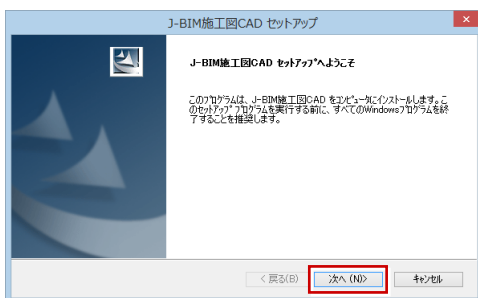 J-BIM施工図CAD セットアップ
J-BIM施工図CAD ｾｯﾄｱｯﾌﾟへようこそ
このﾌﾟﾛｸﾞﾗﾑは、J-BIM施工図CAD をｺﾝﾋﾟｭｰﾀにｲﾝｽﾄｰﾙします。こ
のｾｯﾄｱｯﾌﾟ ﾌﾟﾛｸﾞﾗﾑを実行する前に、すべてのWindowsﾌﾟﾛｸﾞﾗﾑを終
了することを推奨します。
< 戻る(B)
次へ (N)>
ｷｬﾝｾﾙ